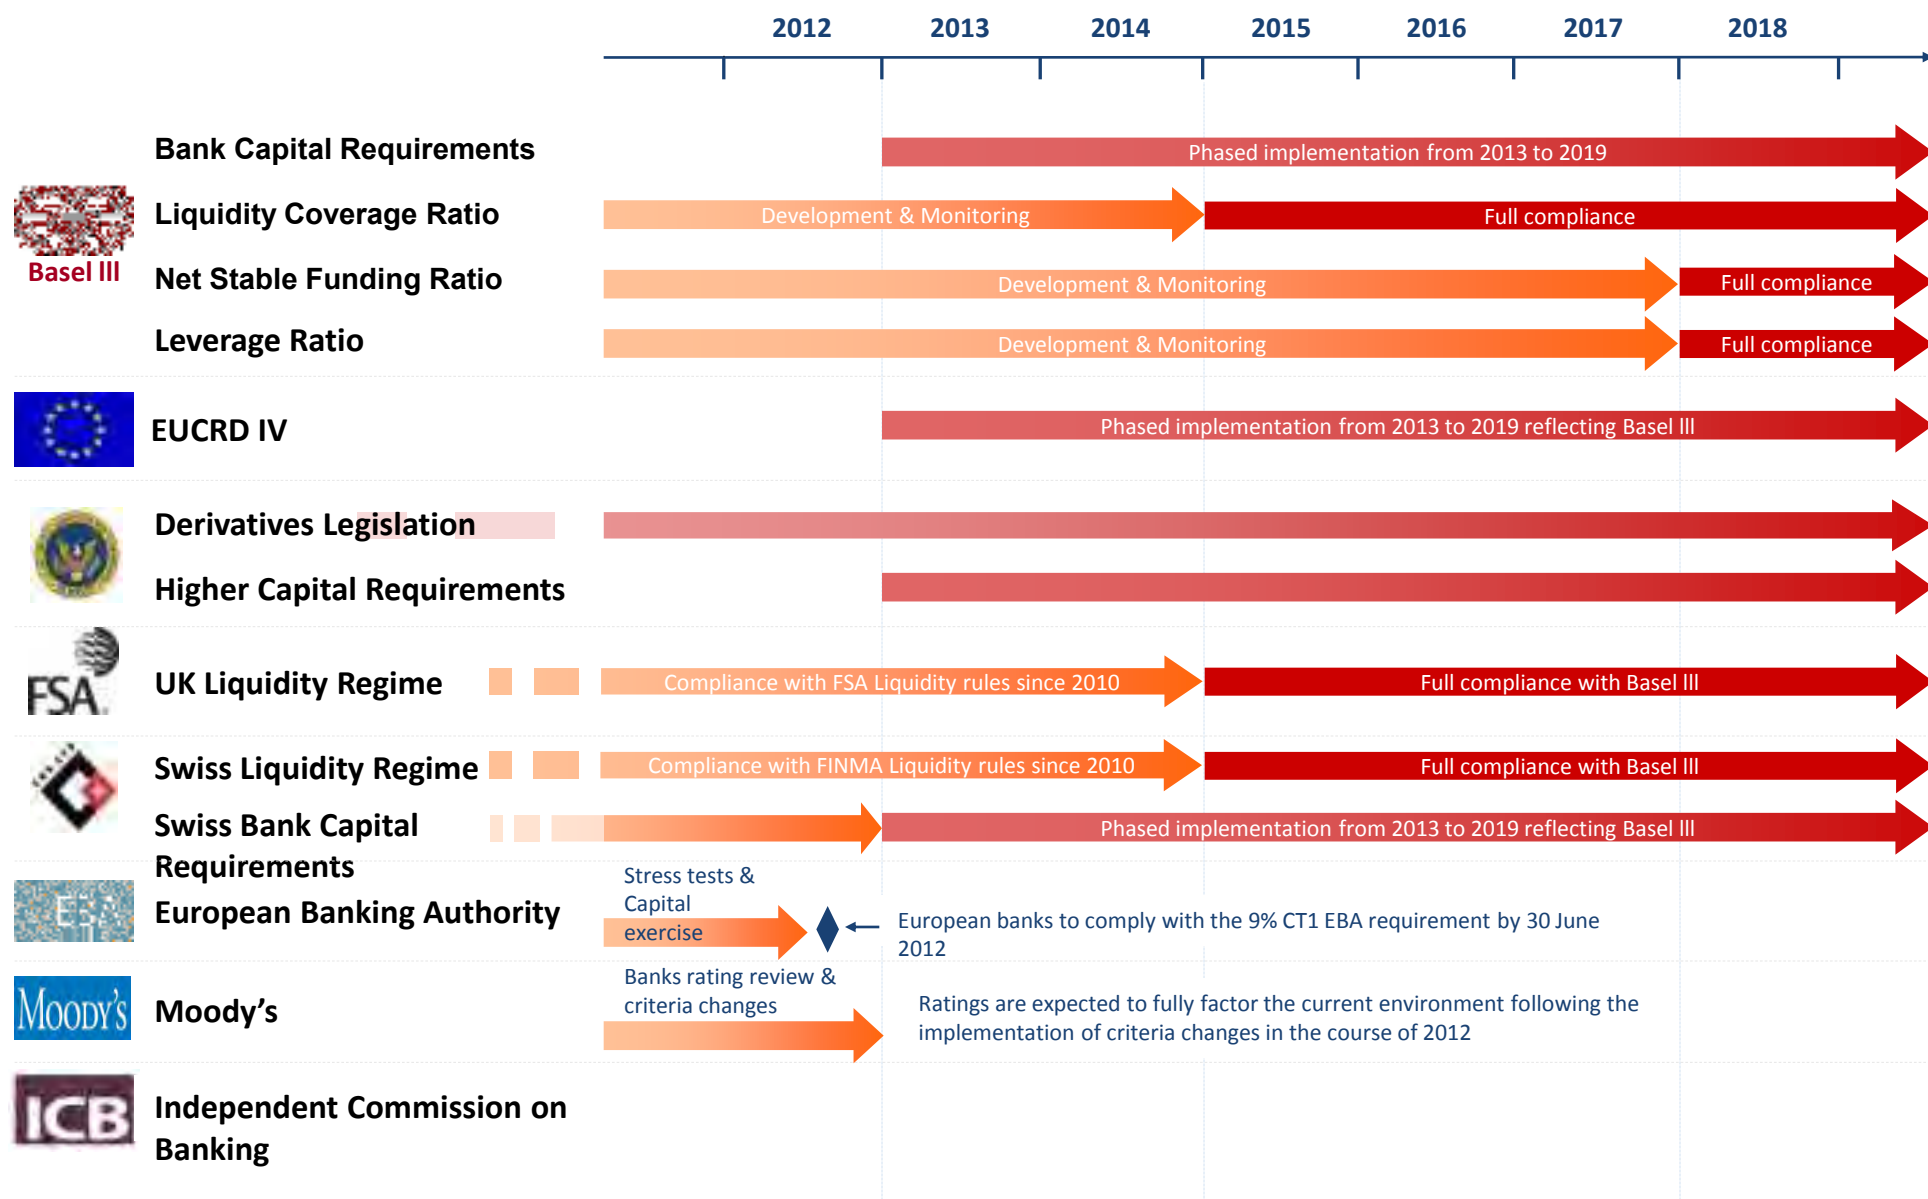 2012 2013 2014 2015 2016 2017 2018
Bank Capital Requirements
Phased implementation from 2013 to 2019
Liquidity Coverage Ratio
Development & Monitoring
Full compliance
Basel lll
Net Stable Funding Ratio
Development & Monitoring
Full compliance
Leverage Ratio
Development & Monitoring
Full compliance
EUCRD IV
Phased implementation from 2013 to 2019 reflecting Basel lll
Derivatives Legislation
Higher Capital Requirements
FSA
UK Liquidity Regime
Compliance with FSA Liquidity rules since 2010
Full compliance with Basel lll
Swiss Liquidity Regime
Compliance with FINMA Liquidity rules since 2010
Full compliance with Basel lll
Swiss Bank Capital
Requirements
Phased implementation from 2013 to 2019 reflecting Basel lll
EBA
European Banking Authority
Stress tests &
Capital
exercise
European banks to comply with the 9% CT1 EBA requirement by 30 June
2012
MOODY'S
Moody’s
Banks rating review &
criteria changes
Ratings are expected to fully factor the current environment following the
implementation of criteria changes in the course of 2012
ICB
Independent Commission on
Banking